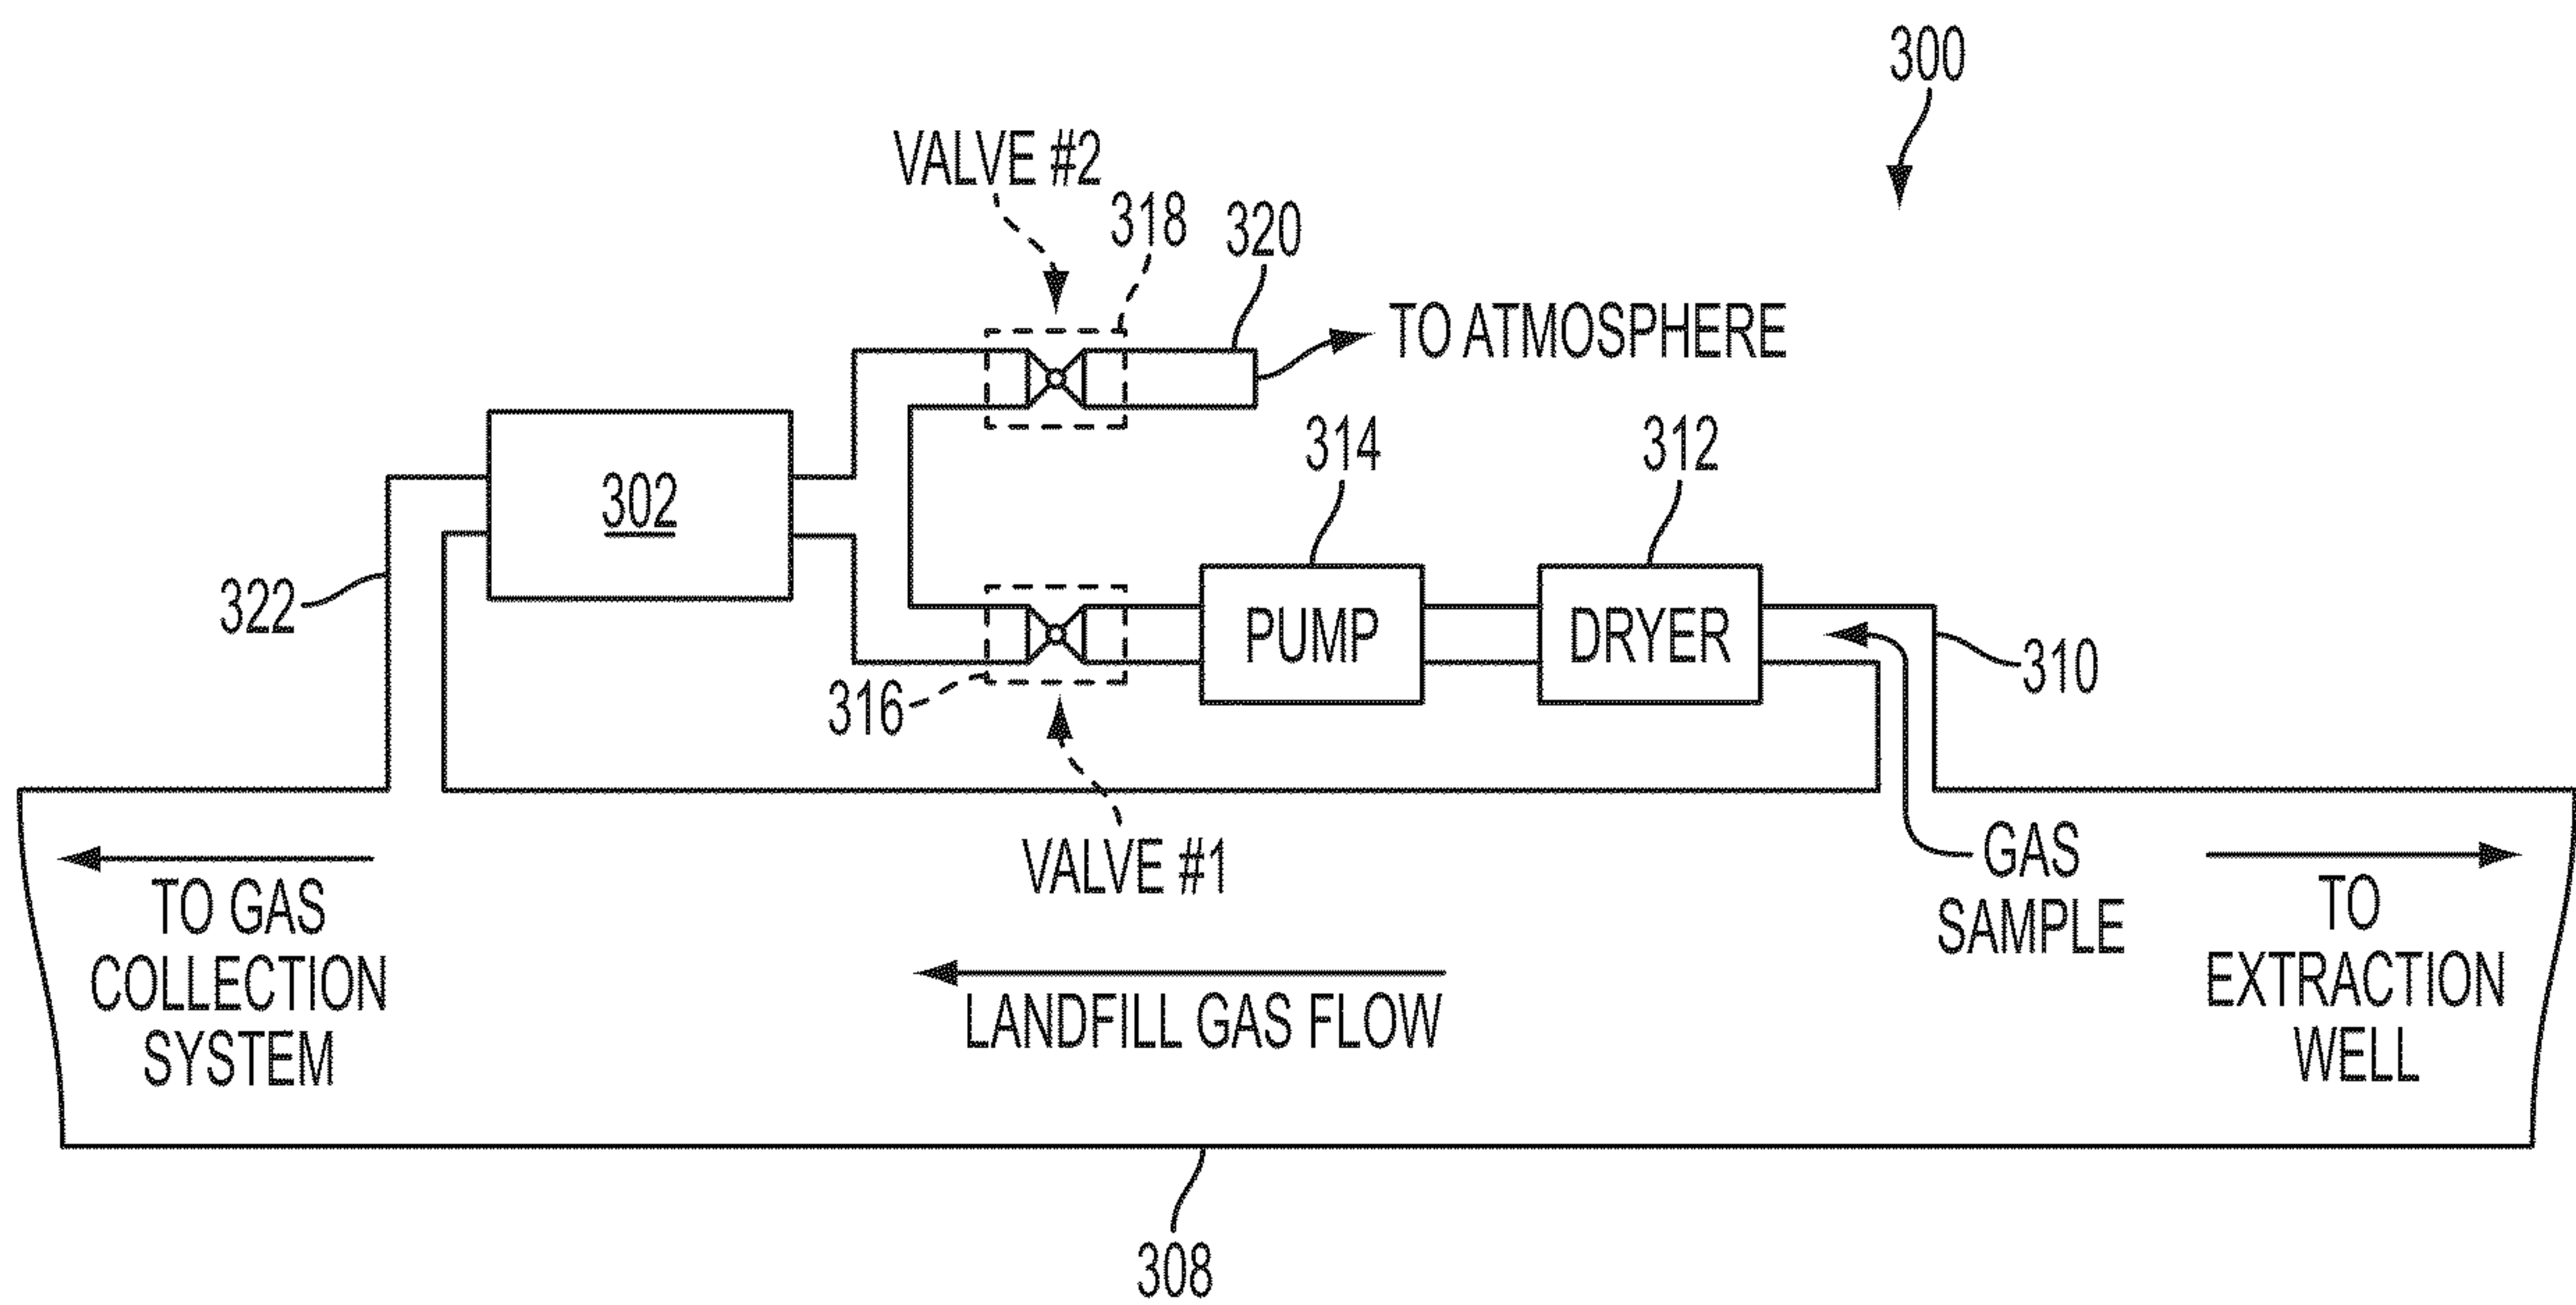 300
VALVE #2
318
320
TO ATMOSPHERE
314
312
302
322
PUMP
DRYER
310
316
VALVE #1
GAS
SAMPLE
TO GAS
COLLECTION
SYSTEM
LANDFILL GAS FLOW
TO
EXTRACTION
WELL
308